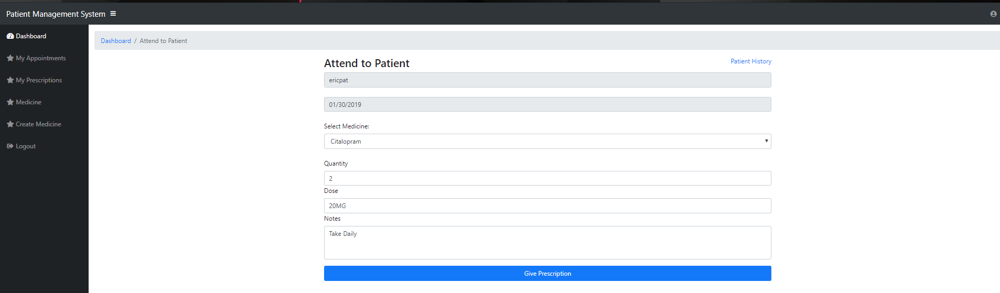 Patient Management System
Dashboard
My Appointments
My Prescriptions
Medicine
Create Medicine
Logout
Dashboard / Attend to Patient
Attend to Patient
Patient History
ericpat
01/30/2019
Select Medicine:
Citalopram
Quantity
2
Dose
20MG
Notes
Take Daily
Give Prescription